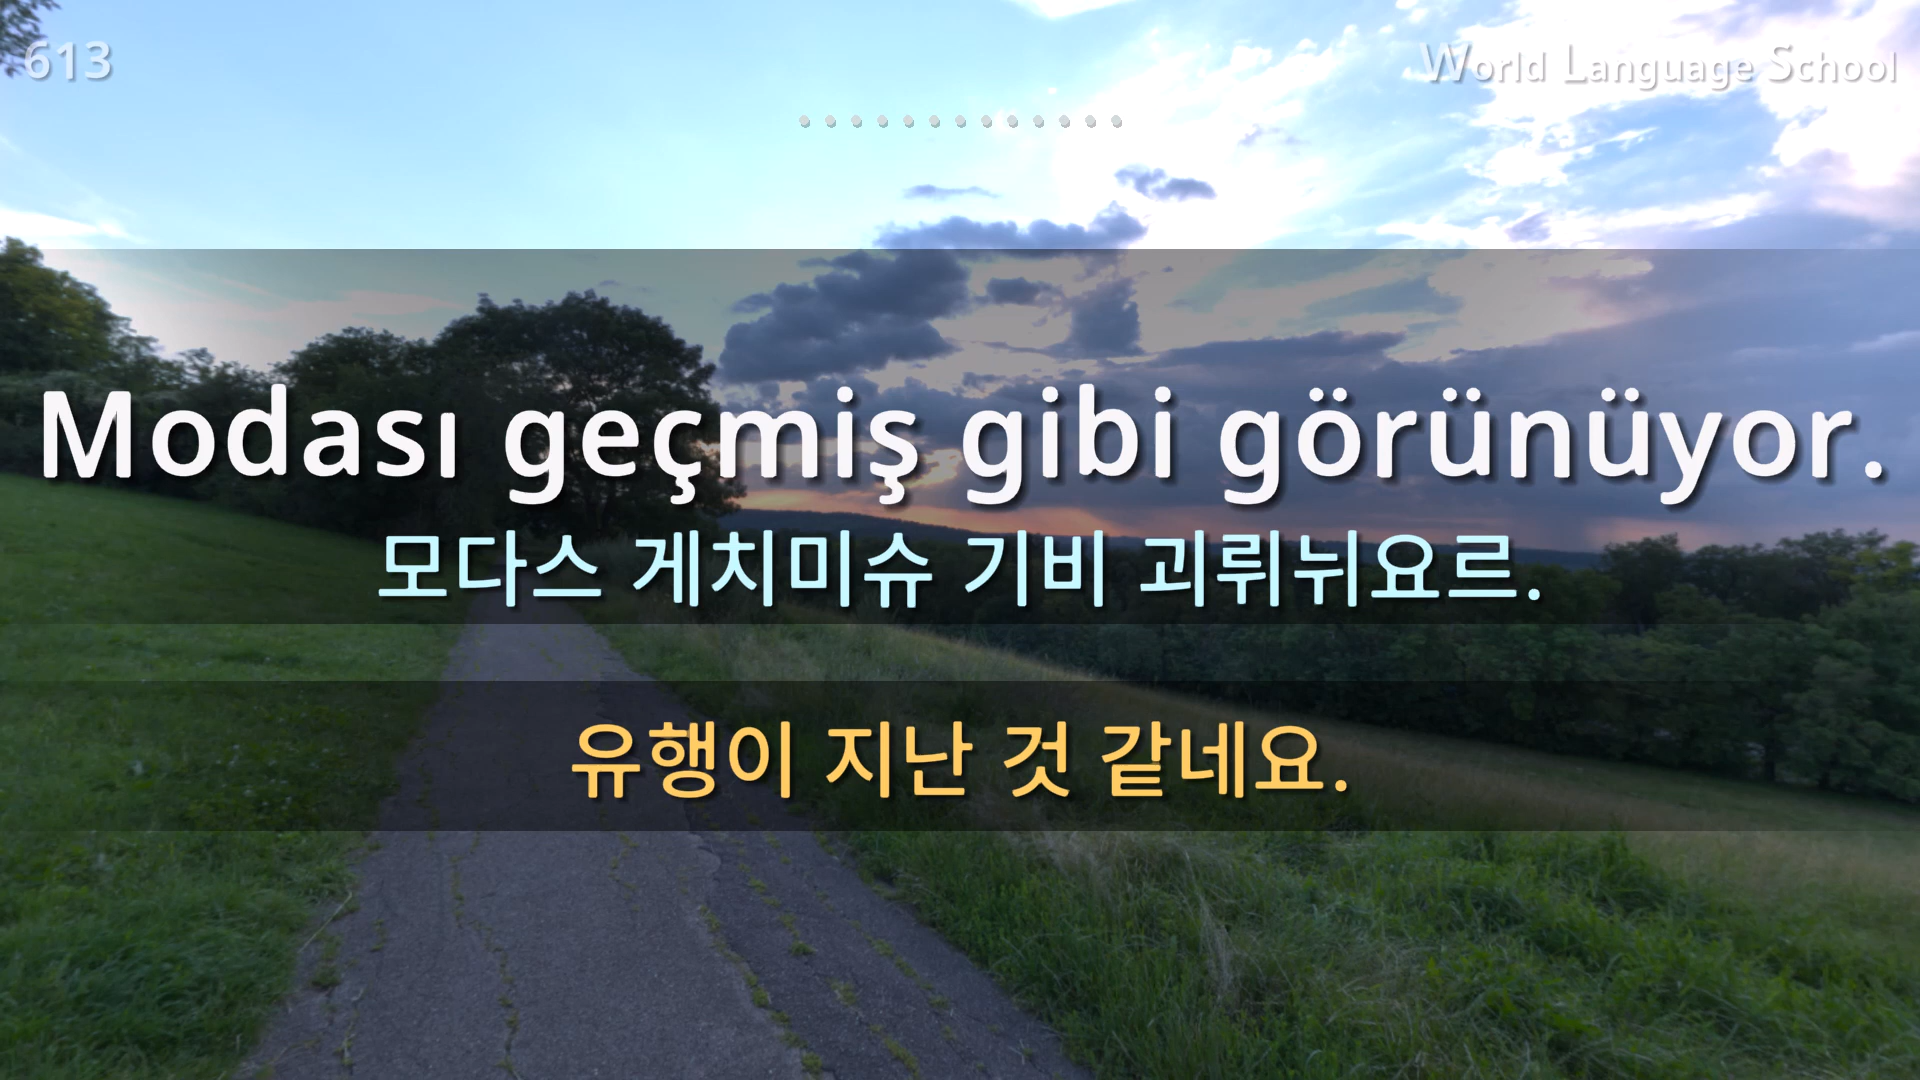 613
World Language School
Modası geçmiş gibi görünüyor.
모다스 게치미슈 기비 괴뤼뉘요르.
유행이 지난 것 같네요.